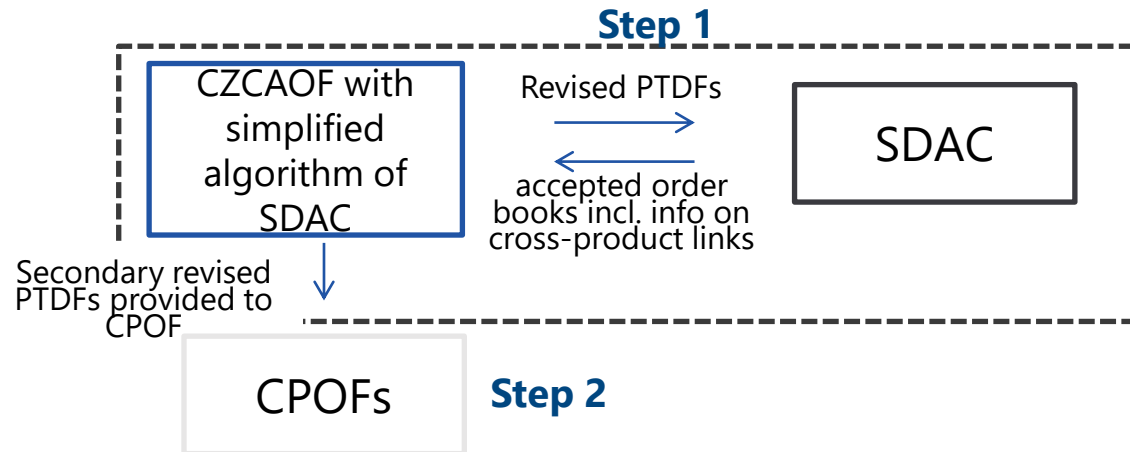 Step 1
CZCAOF with
simplified
algorithm of
SDAC
Revised PTDFs
accepted order
books incl. info on
cross-product links
SDAC
Secondary revised
PTDFs provided to
CPOF
CPOFs
Step 2